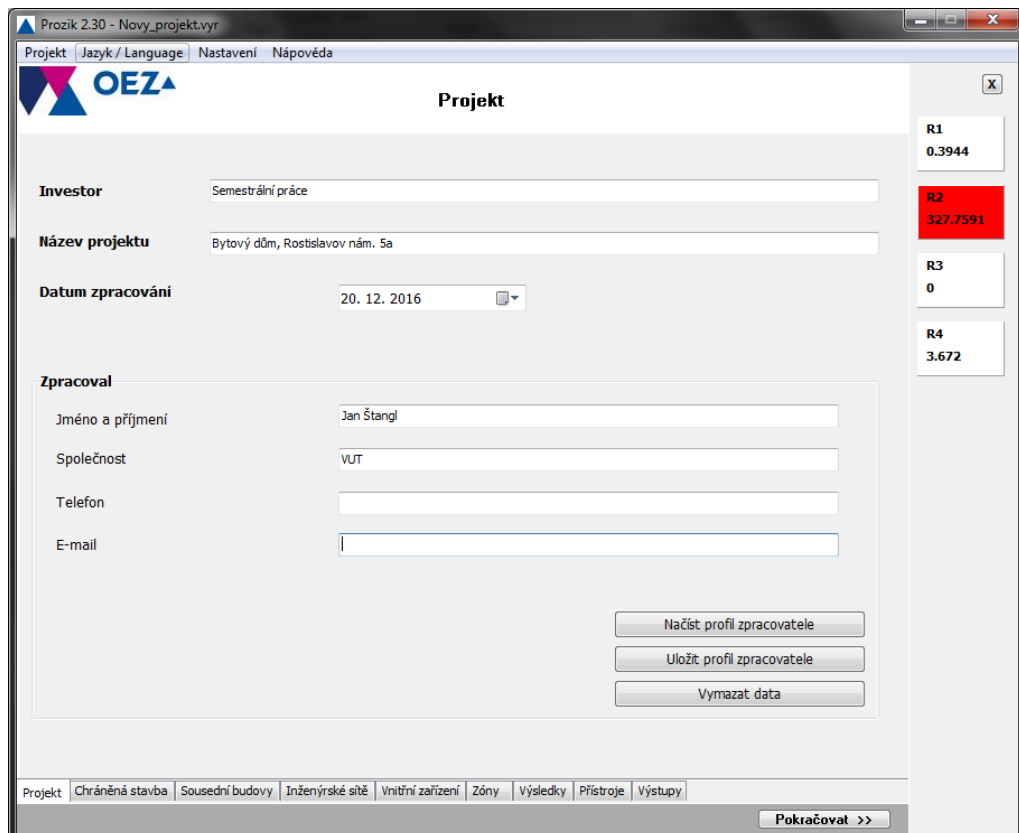 Prozik 2.30 - Novy_projekt.vyr
Projekt Jazyk / Language Nastavení Nápověda
OEZ
Projekt
X
R1
0.3944
R2
327.7591
R3
0
R4
3.672
Investor Semestrální práce
Název projektu Bytový dům, Rostislavov nám. 5a
Datum zpracování 20. 12. 2016
Zpracoval
Jméno a příjmení Jan Štangl
Společnost VUT
Telefon
E-mail
Načíst profil zpracovatele
Uložit profil zpracovatele
Vymazat data
Projekt Chráněná stavba Sousední budovy Inženýrské sítě Vnitřní zařízení Zóny Výsledky Přístroje Výstupy
Pokračovat >>